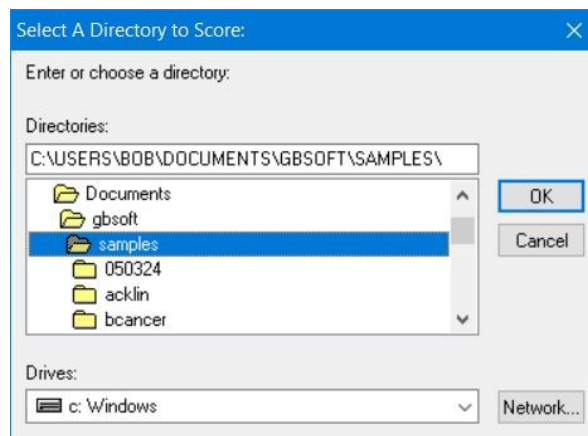 Select A Directory to Score:
Enter or choose a directory:
Directories:
C:\USERS\BOB\DOCUMENTS\GBSOFT\SAMPLES\
Documents
gbsoft
samples
050324
acklin
bcancer
OK
Cancel
Drives:
c: Windows
Network...